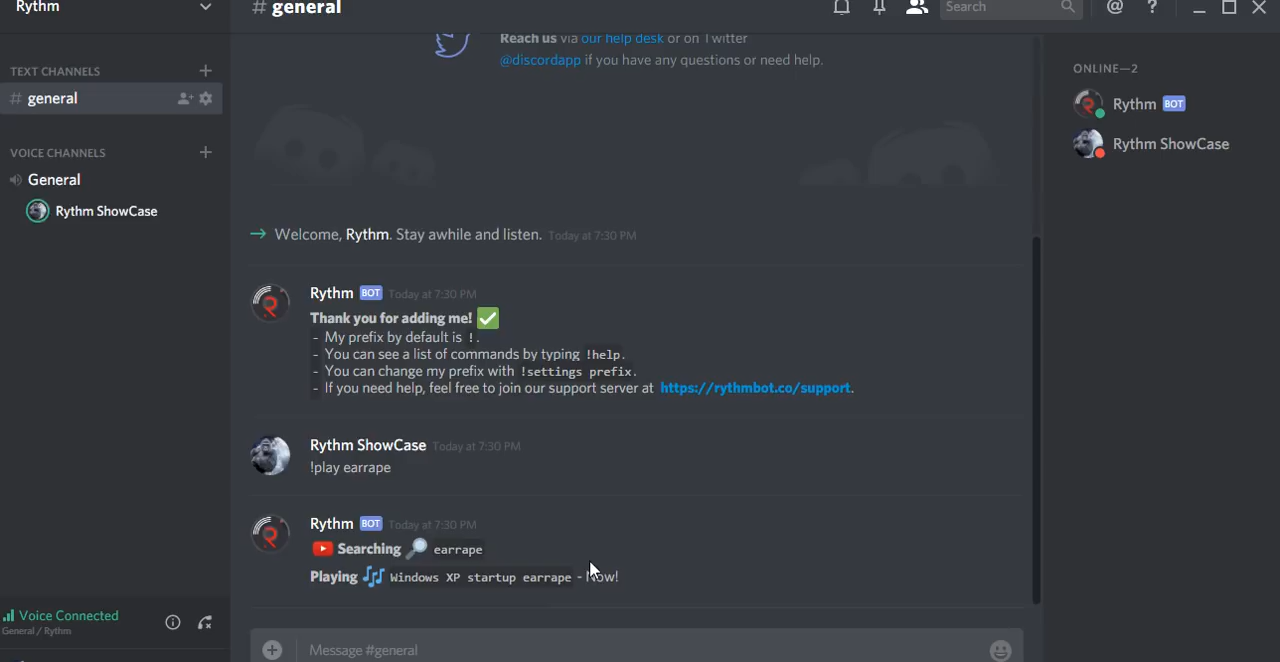 Rythm
# general
Search
@
?
TEXT CHANNELS
# general
VOICE CHANNELS
General
Rythm ShowCase
Voice Connected
General / Rythm
Reach us via our help desk or on Twitter
@discordapp if you have any questions or need help.
Welcome, Rythm. Stay awhile and listen. Today at 7:30 PM
Rythm BOT Today at 7:30 PM
Thank you for adding me!
- My prefix by default is !.
- You can see a list of commands by typing !help.
- You can change my prefix with !settings prefix.
- If you need help, feel free to join our support server at https://rythmbot.co/support.
Rythm ShowCase Today at 7:30 PM
!play earrape
Rythm BOT Today at 7:30 PM
Searching earrape
Playing Windows XP startup earrape - Now!
Message #general
ONLINE—2
Rythm BOT
Rythm ShowCase